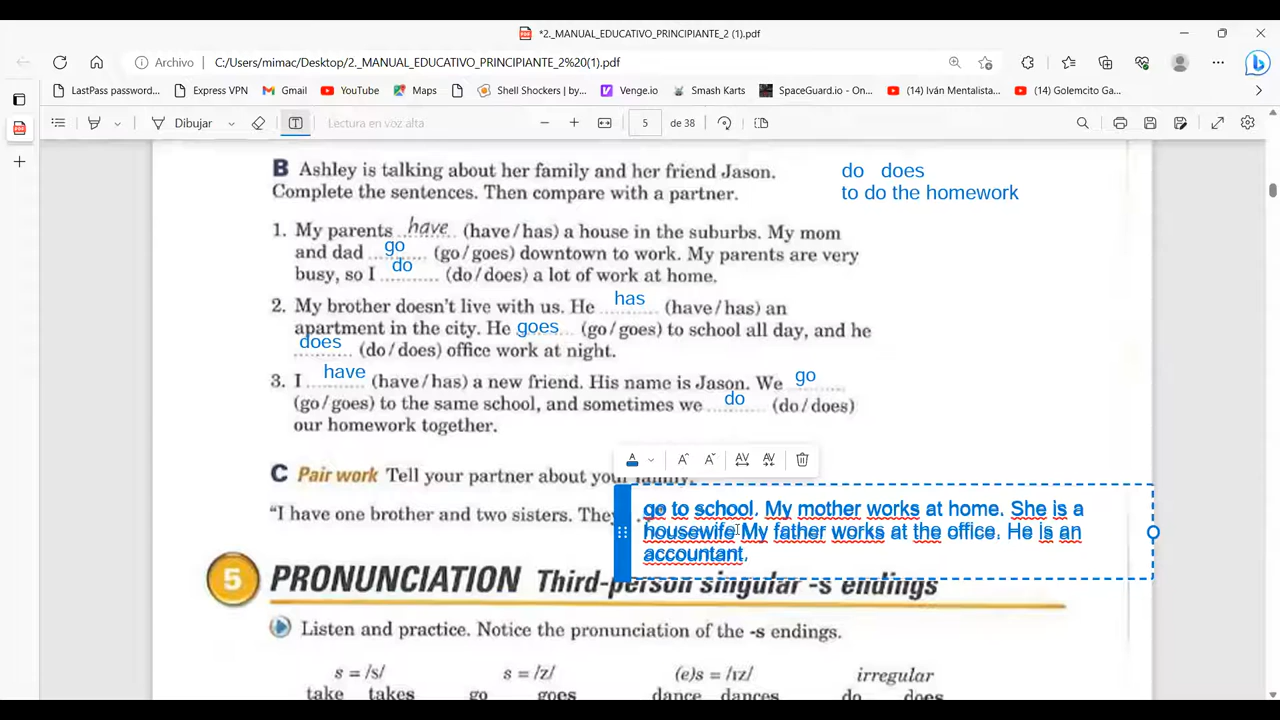 *2._MANUAL_EDUCATIVO_PRINCIPIANTE_2 (1).pdf
Archivo C:/Users/mimac/Desktop/2._MANUAL_EDUCATIVO_PRINCIPIANTE_2%20(1).pdf
LastPass password... Express VPN Gmail YouTube Maps Shell Shockers | by... Venge.io Smash Karts SpaceGuard.io - On... (14) Iván Mentalista... (14) Golemcito Ga...
Dibujar Lectura en voz alta 5 de 38
B Ashley is talking about her family and her friend Jason. do does
Complete the sentences. Then compare with a partner. to do the homework
1. My parents have (have/has) a house in the suburbs. My mom
and dad go (go/goes) downtown to work. My parents are very
busy, so I do (do/does) a lot of work at home.
2. My brother doesn't live with us. He has (have/has) an
apartment in the city. He goes (go/goes) to school all day, and he
does (do/does) office work at night.
3. I have (have/has) a new friend. His name is Jason. We go
(go/goes) to the same school, and sometimes we do (do/does)
our homework together.
C Pair work Tell your partner about your family.
"I have one brother and two sisters. They
go to school. My mother works at home. She is a
housewife My father works at the office. He is an
accountant.
5 PRONUNCIATION Third-person singular -s endings
Listen and practice. Notice the pronunciation of the -s endings.
s = /s/ s = /z/ (e)s = /ɪz/ irregular
take takes go goes dance dances do does